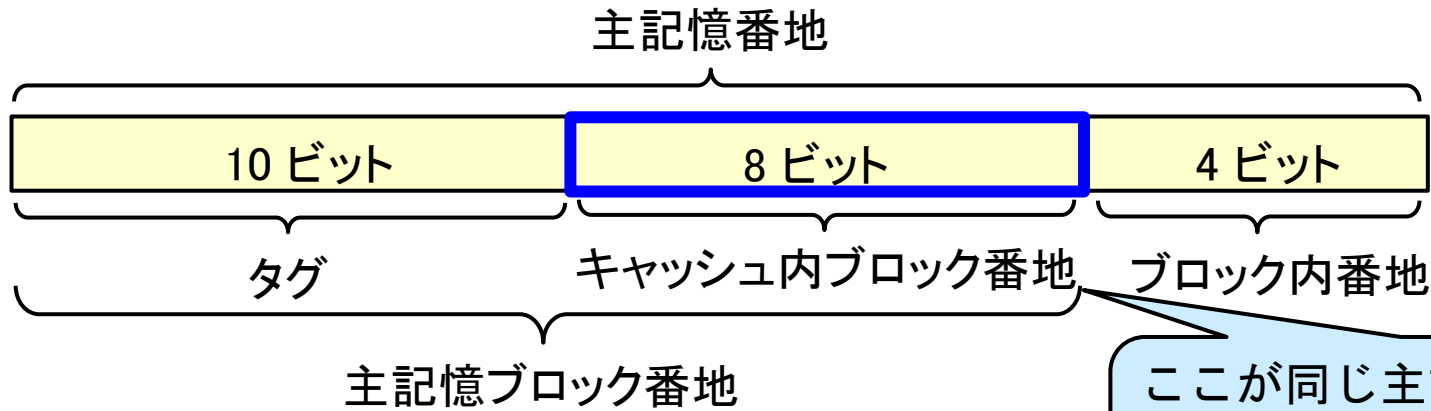 主記憶番地
10 ビット
8 ビット
4 ビット
タグ
キャッシュ内ブロック番地
ブロック内番地
主記憶ブロック番地
ここが同じ主